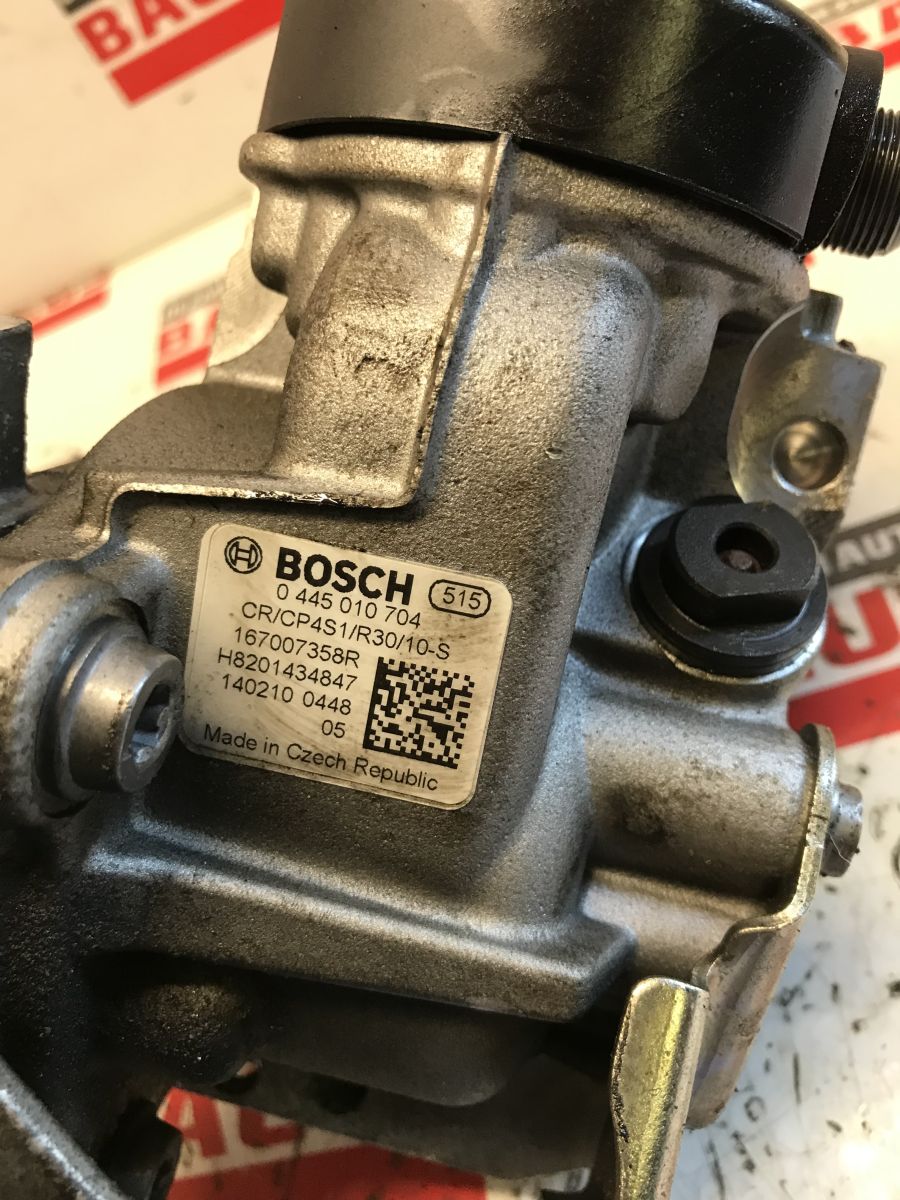 BOSCH 515
0 445 010 704
CR/CP4S1/R30/10-S
167007358R
H8201434847
140210 0448
05
Made in Czech Republic
AUT